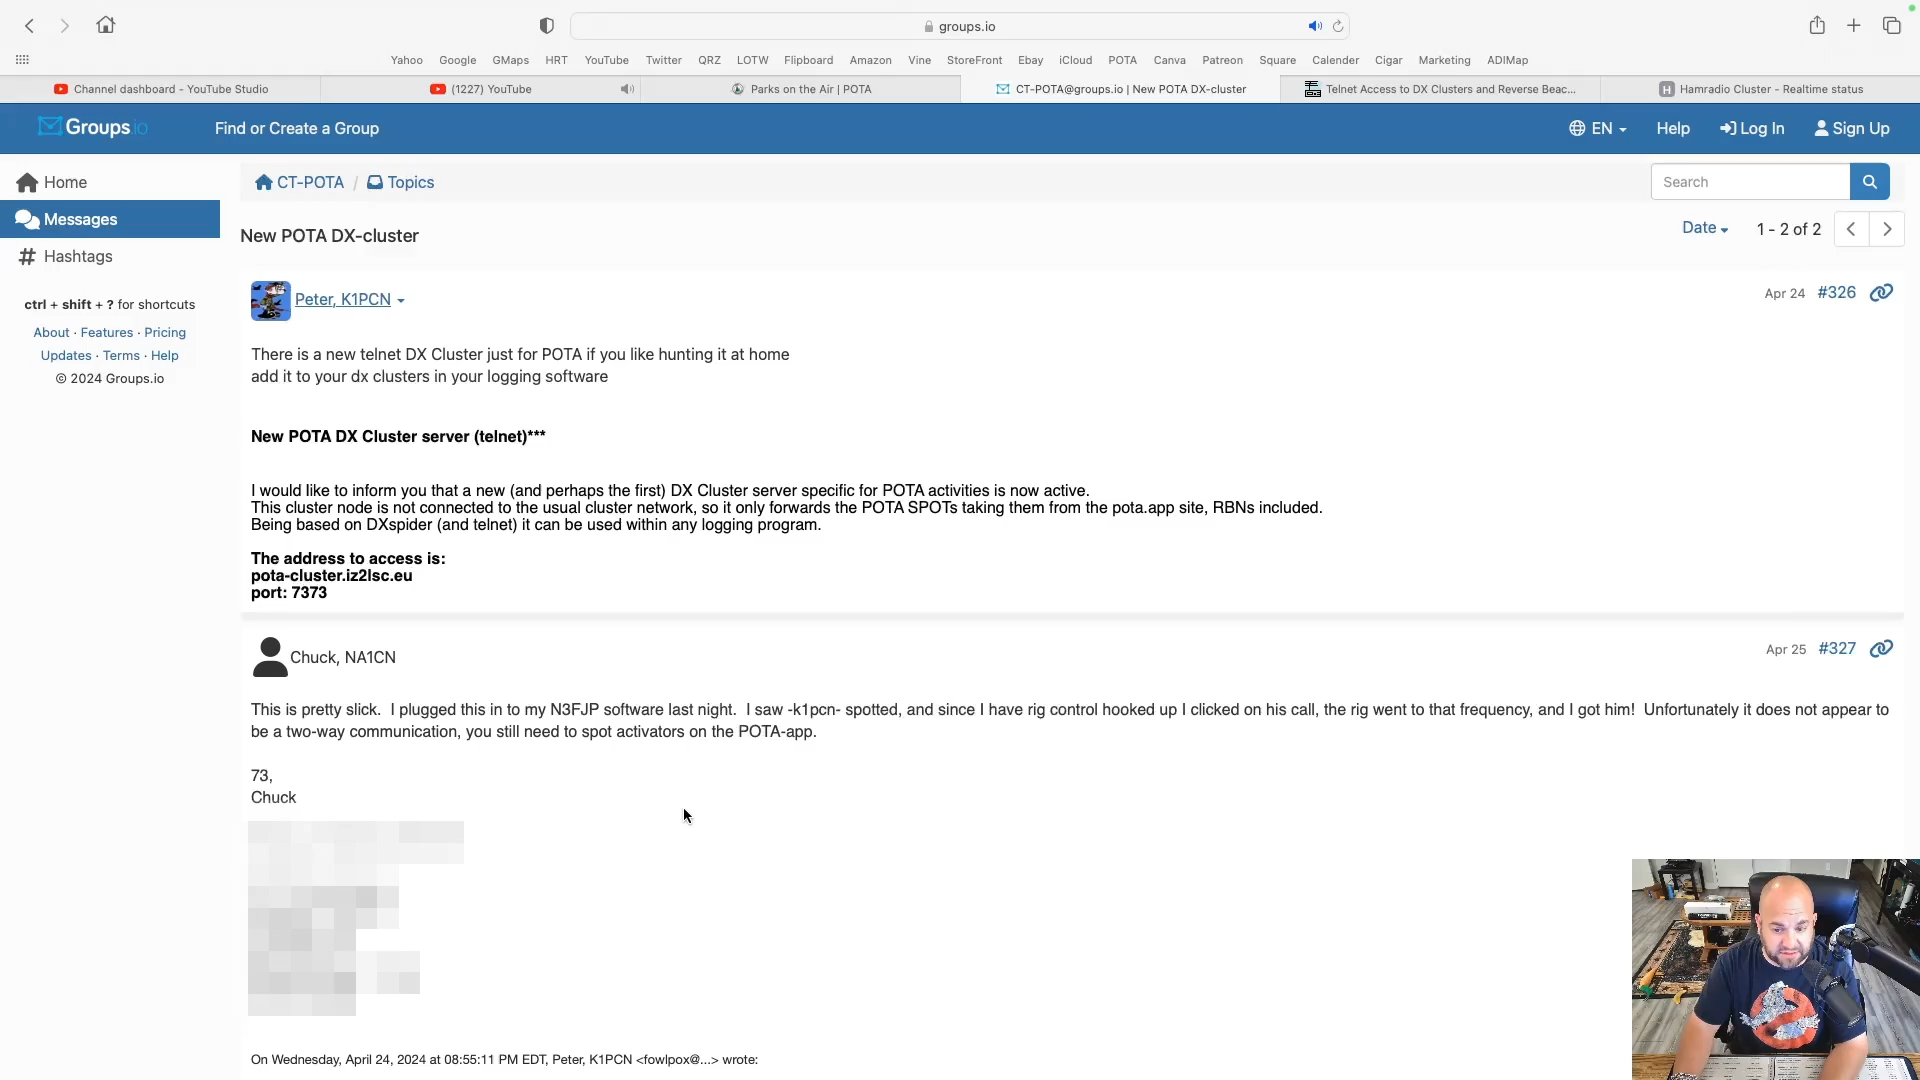 groups.io
Yahoo Google GMaps HRT YouTube Twitter QRZ LOTW Flipboard Amazon Vine StoreFront Ebay iCloud POTA Canva Patreon Square Calender Cigar Marketing ADIMap
Channel dashboard - YouTube Studio
(1227) YouTube
Parks on the Air | POTA
CT-POTA@groups.io | New POTA DX-cluster
Telnet Access to DX Clusters and Reverse Beac...
H Hamradio Cluster - Realtime status
Groups.io
Find or Create a Group
EN
Help
Log In
Sign Up
Home
Messages
# Hashtags
ctrl + shift + ? for shortcuts
About · Features · Pricing
Updates · Terms · Help
© 2024 Groups.io
CT-POTA / Topics
Search
New POTA DX-cluster
Date
1 - 2 of 2
Peter, K1PCN
Apr 24 #326
There is a new telnet DX Cluster just for POTA if you like hunting it at home
add it to your dx clusters in your logging software
New POTA DX Cluster server (telnet)***
I would like to inform you that a new (and perhaps the first) DX Cluster server specific for POTA activities is now active.
This cluster node is not connected to the usual cluster network, so it only forwards the POTA SPOTs taking them from the pota.app site, RBNs included.
Being based on DXspider (and telnet) it can be used within any logging program.
The address to access is:
pota-cluster.iz2lsc.eu
port: 7373
Chuck, NA1CN
Apr 25 #327
This is pretty slick.  I plugged this in to my N3FJP software last night.  I saw -k1pcn- spotted, and since I have rig control hooked up I clicked on his call, the rig went to that frequency, and I got him!  Unfortunately it does not appear to
be a two-way communication, you still need to spot activators on the POTA-app.
73,
Chuck
On Wednesday, April 24, 2024 at 08:55:11 PM EDT, Peter, K1PCN <fowlpox@...> wrote: